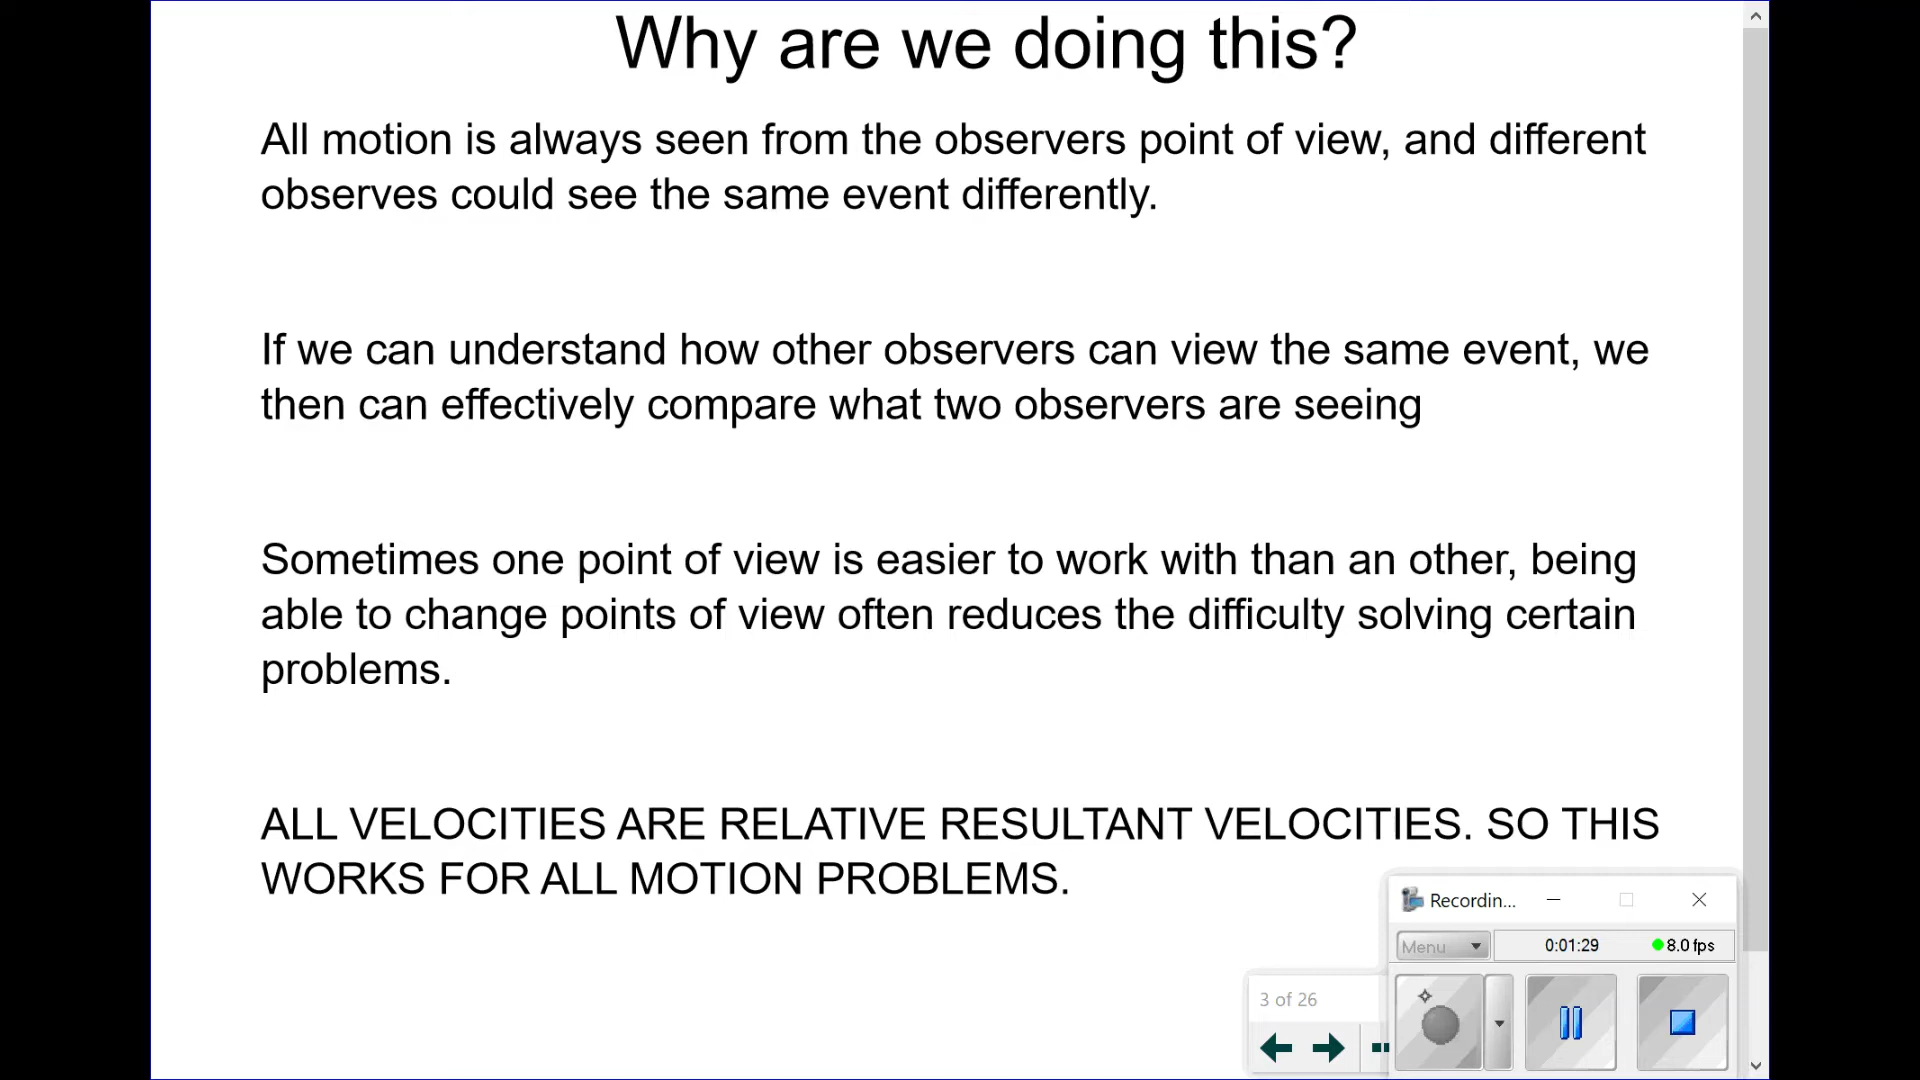 Why are we doing this?
All motion is always seen from the observers point of view, and different
observes could see the same event differently.
If we can understand how other observers can view the same event, we
then can effectively compare what two observers are seeing
Sometimes one point of view is easier to work with than an other, being
able to change points of view often reduces the difficulty solving certain
problems.
ALL VELOCITIES ARE RELATIVE RESULTANT VELOCITIES. SO THIS
WORKS FOR ALL MOTION PROBLEMS.
Recordin...
Menu 0:01:29 8.0 fps
3 of 26